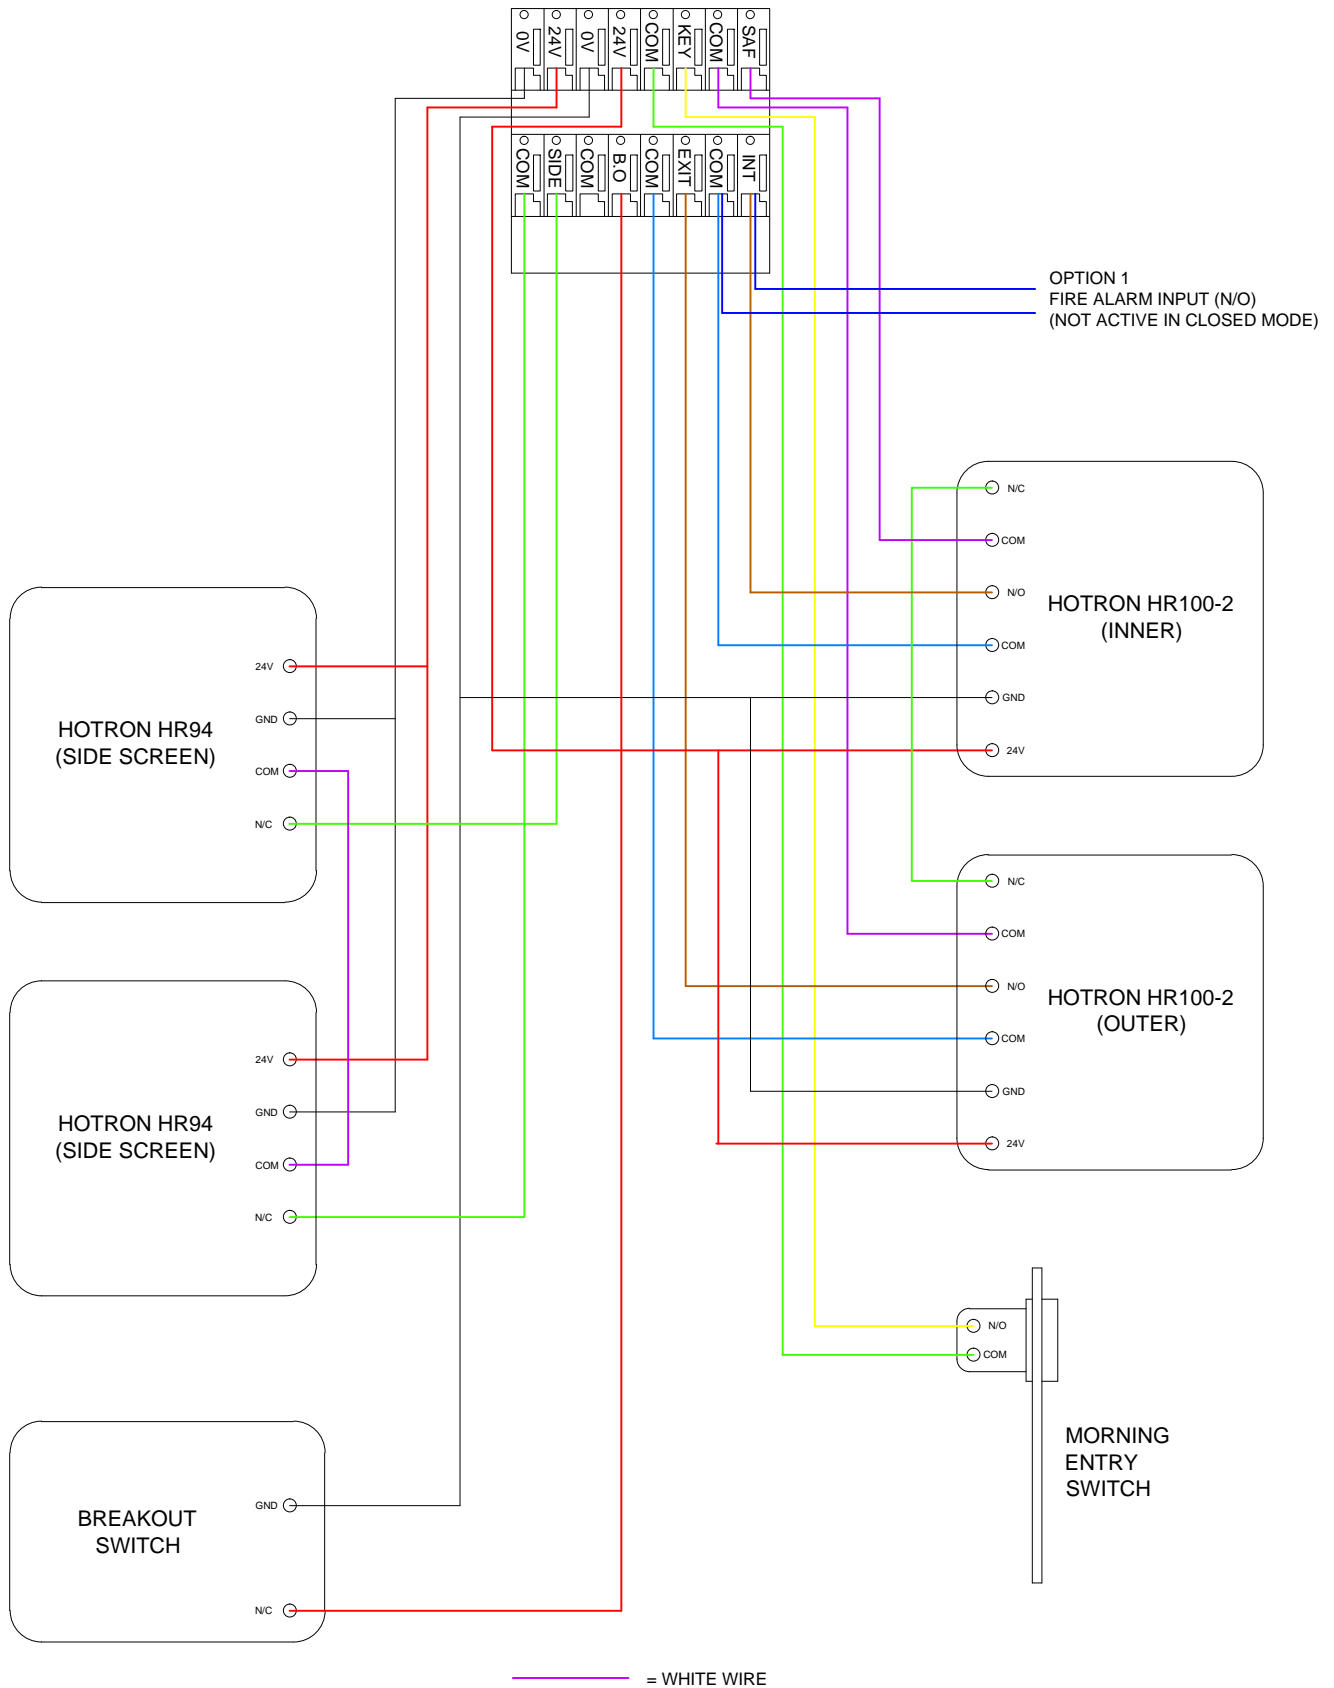 0V
24V
0V
24V
COM
KEY
COM
SAF
COM
SIDE
COM
B.O
COM
EXIT
COM
INT
OPTION 1
FIRE ALARM INPUT (N/O)
(NOT ACTIVE IN CLOSED MODE)
N/C
COM
N/O
COM
GND
24V
HOTRON HR100-2
(INNER)
24V
GND
COM
N/C
HOTRON HR94
(SIDE SCREEN)
N/C
COM
N/O
COM
GND
24V
HOTRON HR100-2
(OUTER)
24V
GND
COM
N/C
HOTRON HR94
(SIDE SCREEN)
N/O
COM
MORNING
ENTRY
SWITCH
GND
N/C
BREAKOUT
SWITCH
= WHITE WIRE